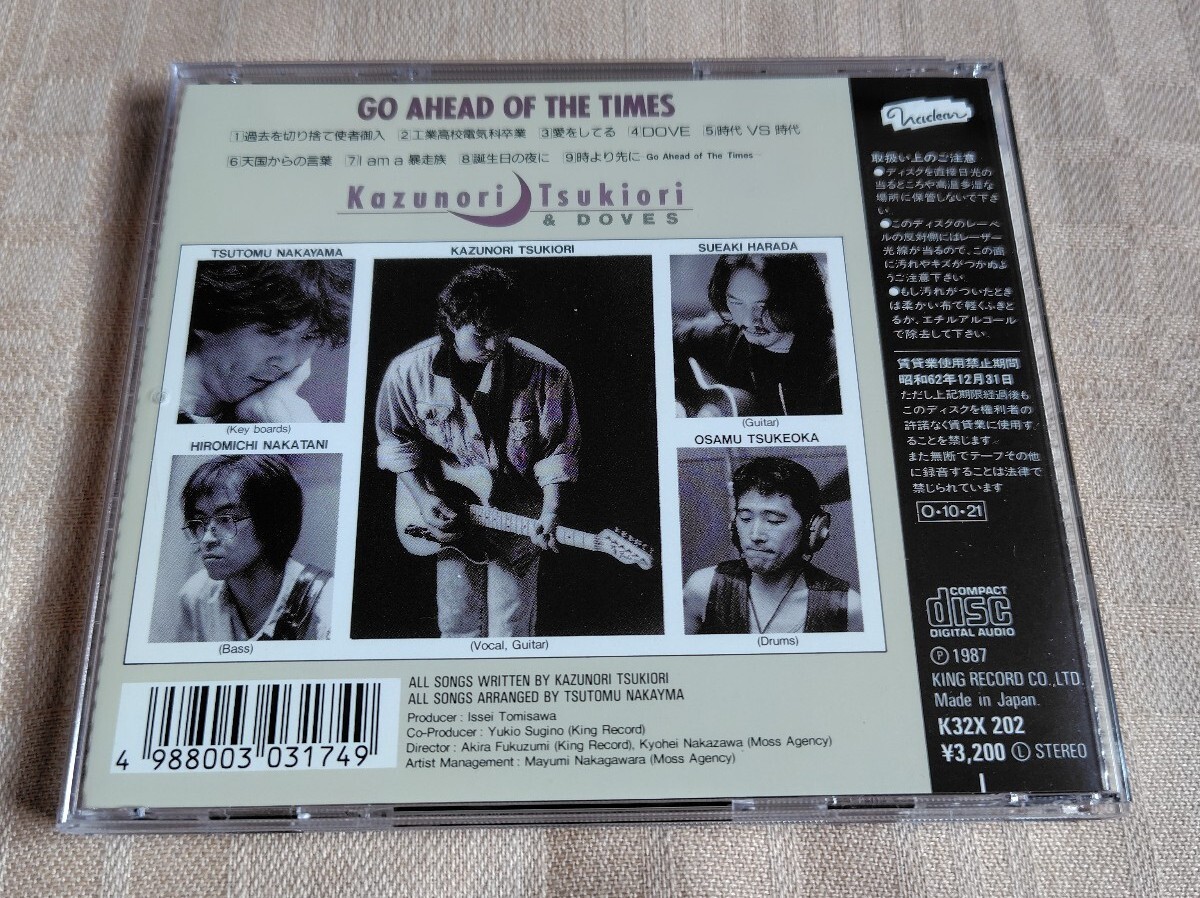 GO AHEAD OF THE TIMES
1 過去を切り捨て使者御入 2 工業高校電気科卒業 3 愛をしてる 4 DOVE 5 時代 VS 時代
6 天国からの言葉 7 I am a 暴走族 8 誕生日の夜に 9 時より先に Go Ahead of The Times
Kazunori Tsukiori
& DOVES
TSUTOMU NAKAYAMA
(Key boards)
KAZUNORI TSUKIORI
(Vocal, Guitar)
SUEAKI HARADA
(Guitar)
HIROMICHI NAKATANI
(Bass)
OSAMU TSUKEOKA
(Drums)
ALL SONGS WRITTEN BY KAZUNORI TSUKIORI
ALL SONGS ARRANGED BY TSUTOMU NAKAYMA
Producer : Issei Tomisawa
Co-Producer : Yukio Sugino (King Record)
Director : Akira Fukuzumi (King Record), Kyohei Nakazawa (Moss Agency)
Artist Management : Mayumi Nakagawara (Moss Agency)
4 988003 031749
Nadem
取扱い上のご注意
●ディスクを直接日光の
当るところや高温多湿な
場所に保管しないで下さ
い
●このディスクのレーベ
ルの反対側にはレーザー
光線が当るので、この面
に汚れやキズがつかぬよ
うご注意下さい
●もし汚れがついたとき
は柔かい布で軽くふきと
るか、エチルアルコール
で除去して下さい.
賃貸業使用禁止期間
昭和62年12月31日
ただし上記期限経過後も
このディスクを権利者の
許諾なく賃貸業に使用す
ることを禁じます
また無断でテープその他
に録音することは法律で
禁じられています
O・10・21
COMPACT
disc
DIGITAL AUDIO
Ⓟ 1987
KING RECORD CO.,LTD.
Made in Japan.
K32X 202
¥3,200 Ⓛ STEREO